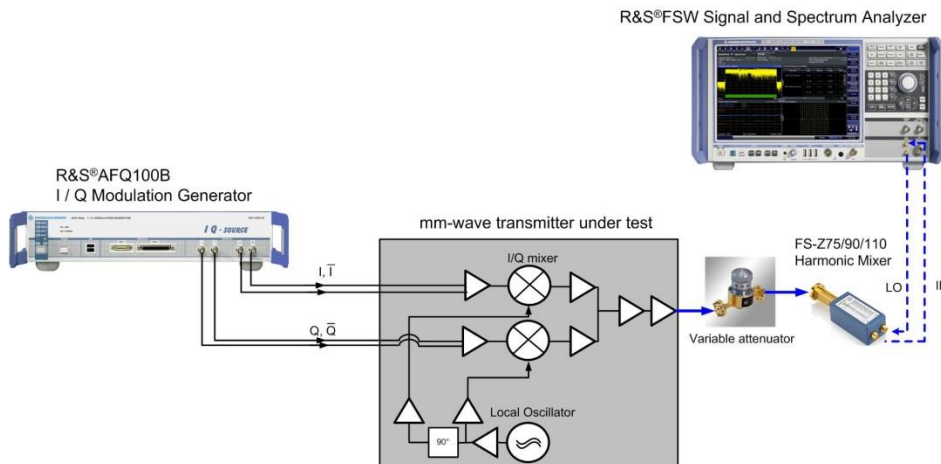 R&S®FSW Signal and Spectrum Analyzer
R&S®AFQ100B
I / Q Modulation Generator
I Q - SOURCE
mm-wave transmitter under test
I/Q mixer
I, I̅
Q, Q̅
FS-Z75/90/110
Harmonic Mixer
LO
Variable attenuator
Local Oscillator
90°